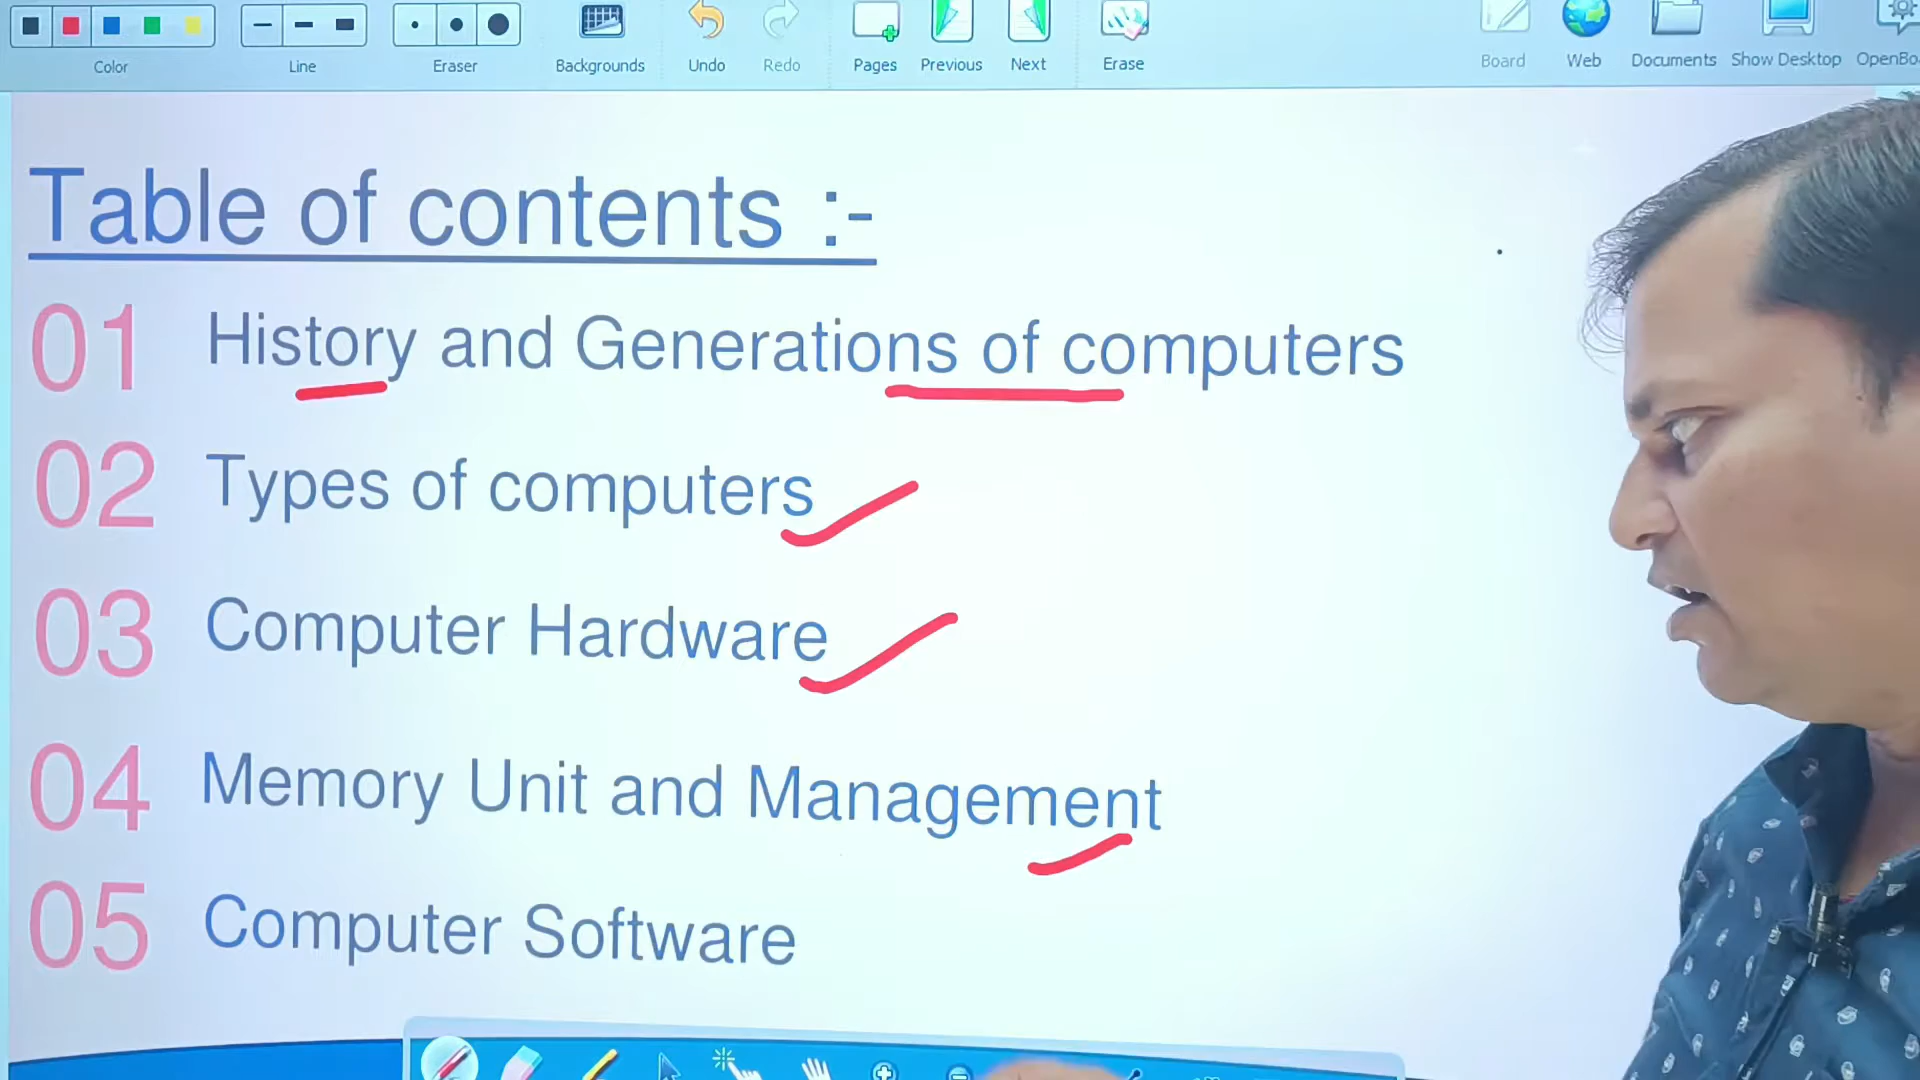 Color
Line
Eraser
Backgrounds
Undo
Redo
Pages
Previous
Next
Erase
Board
Web
Documents
Show Desktop
OpenBoa
Table of contents :-
01 History and Generations of computers
02 Types of computers
03 Computer Hardware
04 Memory Unit and Management
05 Computer Software